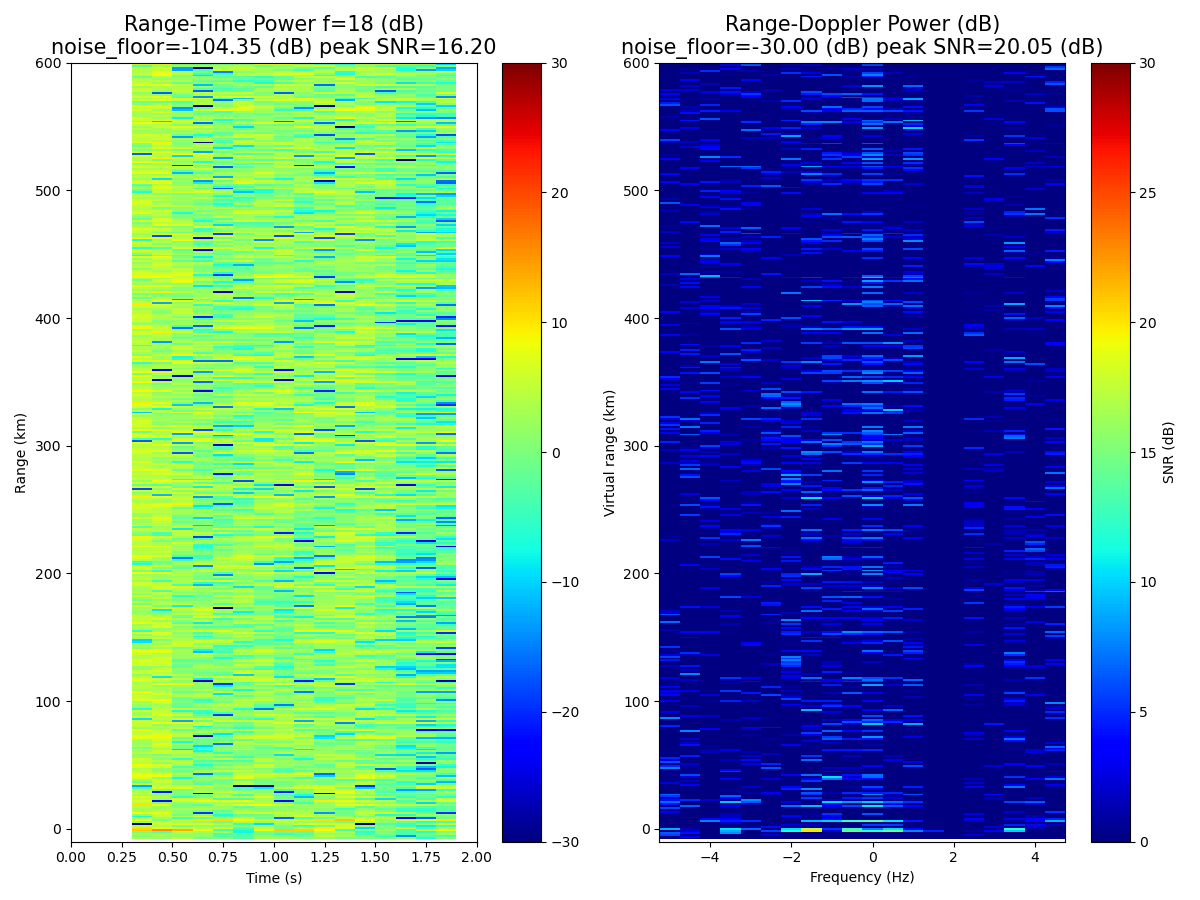 Range-Time Power f=18 (dB)
noise_floor=-104.35 (dB) peak SNR=16.20
Range (km)
600
500
400
300
200
100
0
0.00 0.25 0.50 0.75 1.00 1.25 1.50 1.75 2.00
Time (s)
30
20
10
0
−10
−20
−30
Range-Doppler Power (dB)
noise_floor=-30.00 (dB) peak SNR=20.05 (dB)
Virtual range (km)
600
500
400
300
200
100
0
−4 −2 0 2 4
Frequency (Hz)
30
25
20
15
10
5
0
SNR (dB)